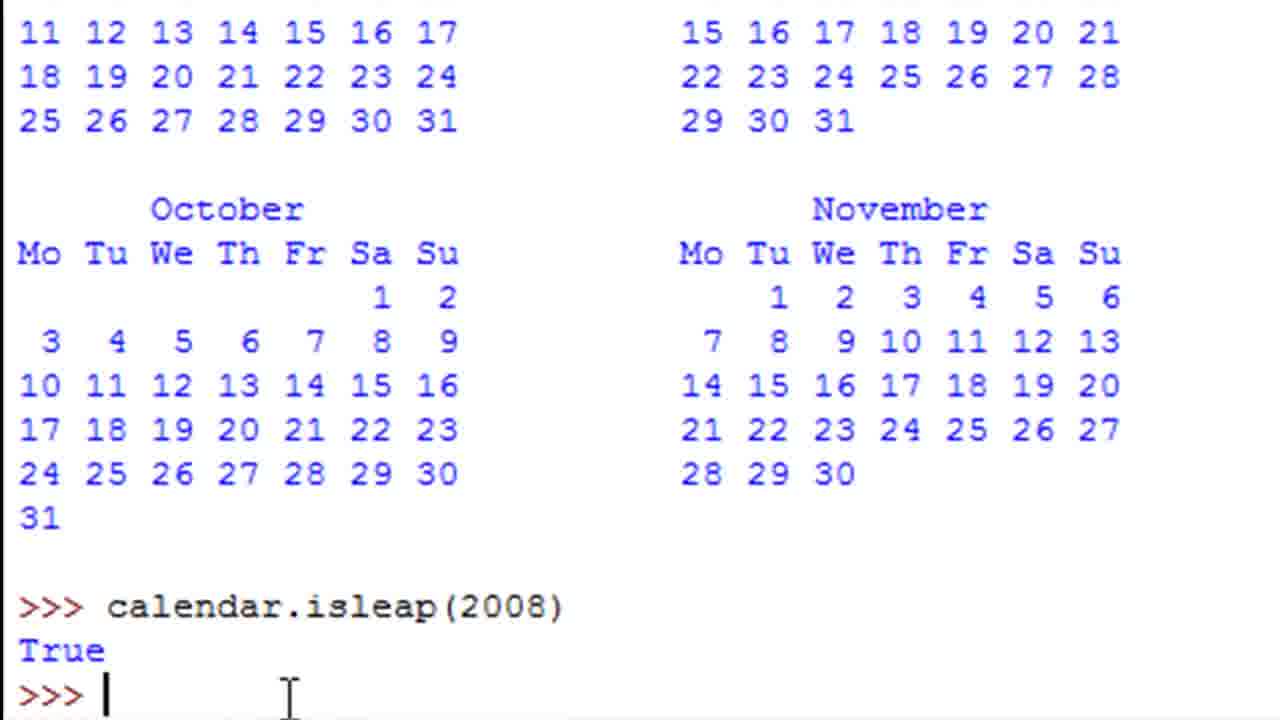 11 12 13 14 15 16 17 15 16 17 18 19 20 21
18 19 20 21 22 23 24 22 23 24 25 26 27 28
25 26 27 28 29 30 31 29 30 31
October November
Mo Tu We Th Fr Sa Su Mo Tu We Th Fr Sa Su
1 2 1 2 3 4 5 6
3 4 5 6 7 8 9 7 8 9 10 11 12 13
10 11 12 13 14 15 16 14 15 16 17 18 19 20
17 18 19 20 21 22 23 21 22 23 24 25 26 27
24 25 26 27 28 29 30 28 29 30
31
>>> calendar.isleap(2008)
True
>>>